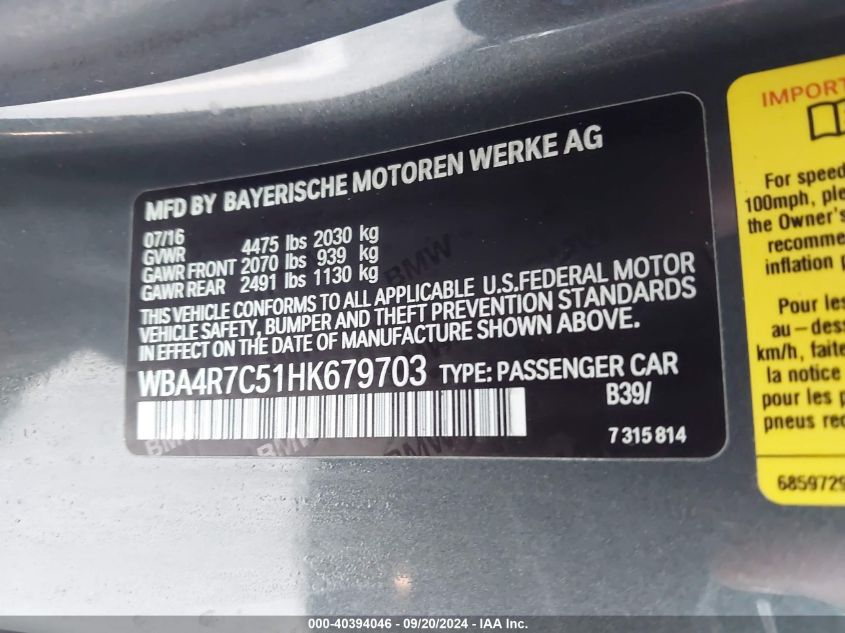 MFD BY BAYERISCHE MOTOREN WERKE AG
07/16
GVWR 4475 lbs 2030 kg
GAWR FRONT 2070 lbs 939 kg
GAWR REAR 2491 lbs 1130 kg
THIS VEHICLE CONFORMS TO ALL APPLICABLE U.S.FEDERAL MOTOR
VEHICLE SAFETY, BUMPER AND THEFT PREVENTION STANDARDS
IN EFFECT ON THE DATE OF MANUFACTURE SHOWN ABOVE.
WBA4R7C51HK679703 TYPE: PASSENGER CAR
B39/
7 315 814
IMPORT
For speed
100mph, ple
the Owner's
recomme
inflation p
Pour les
au-dess
km/h, faite
la notice
pour les p
pneus rec
6859729
000-40394046 - 09/20/2024 - IAA Inc.